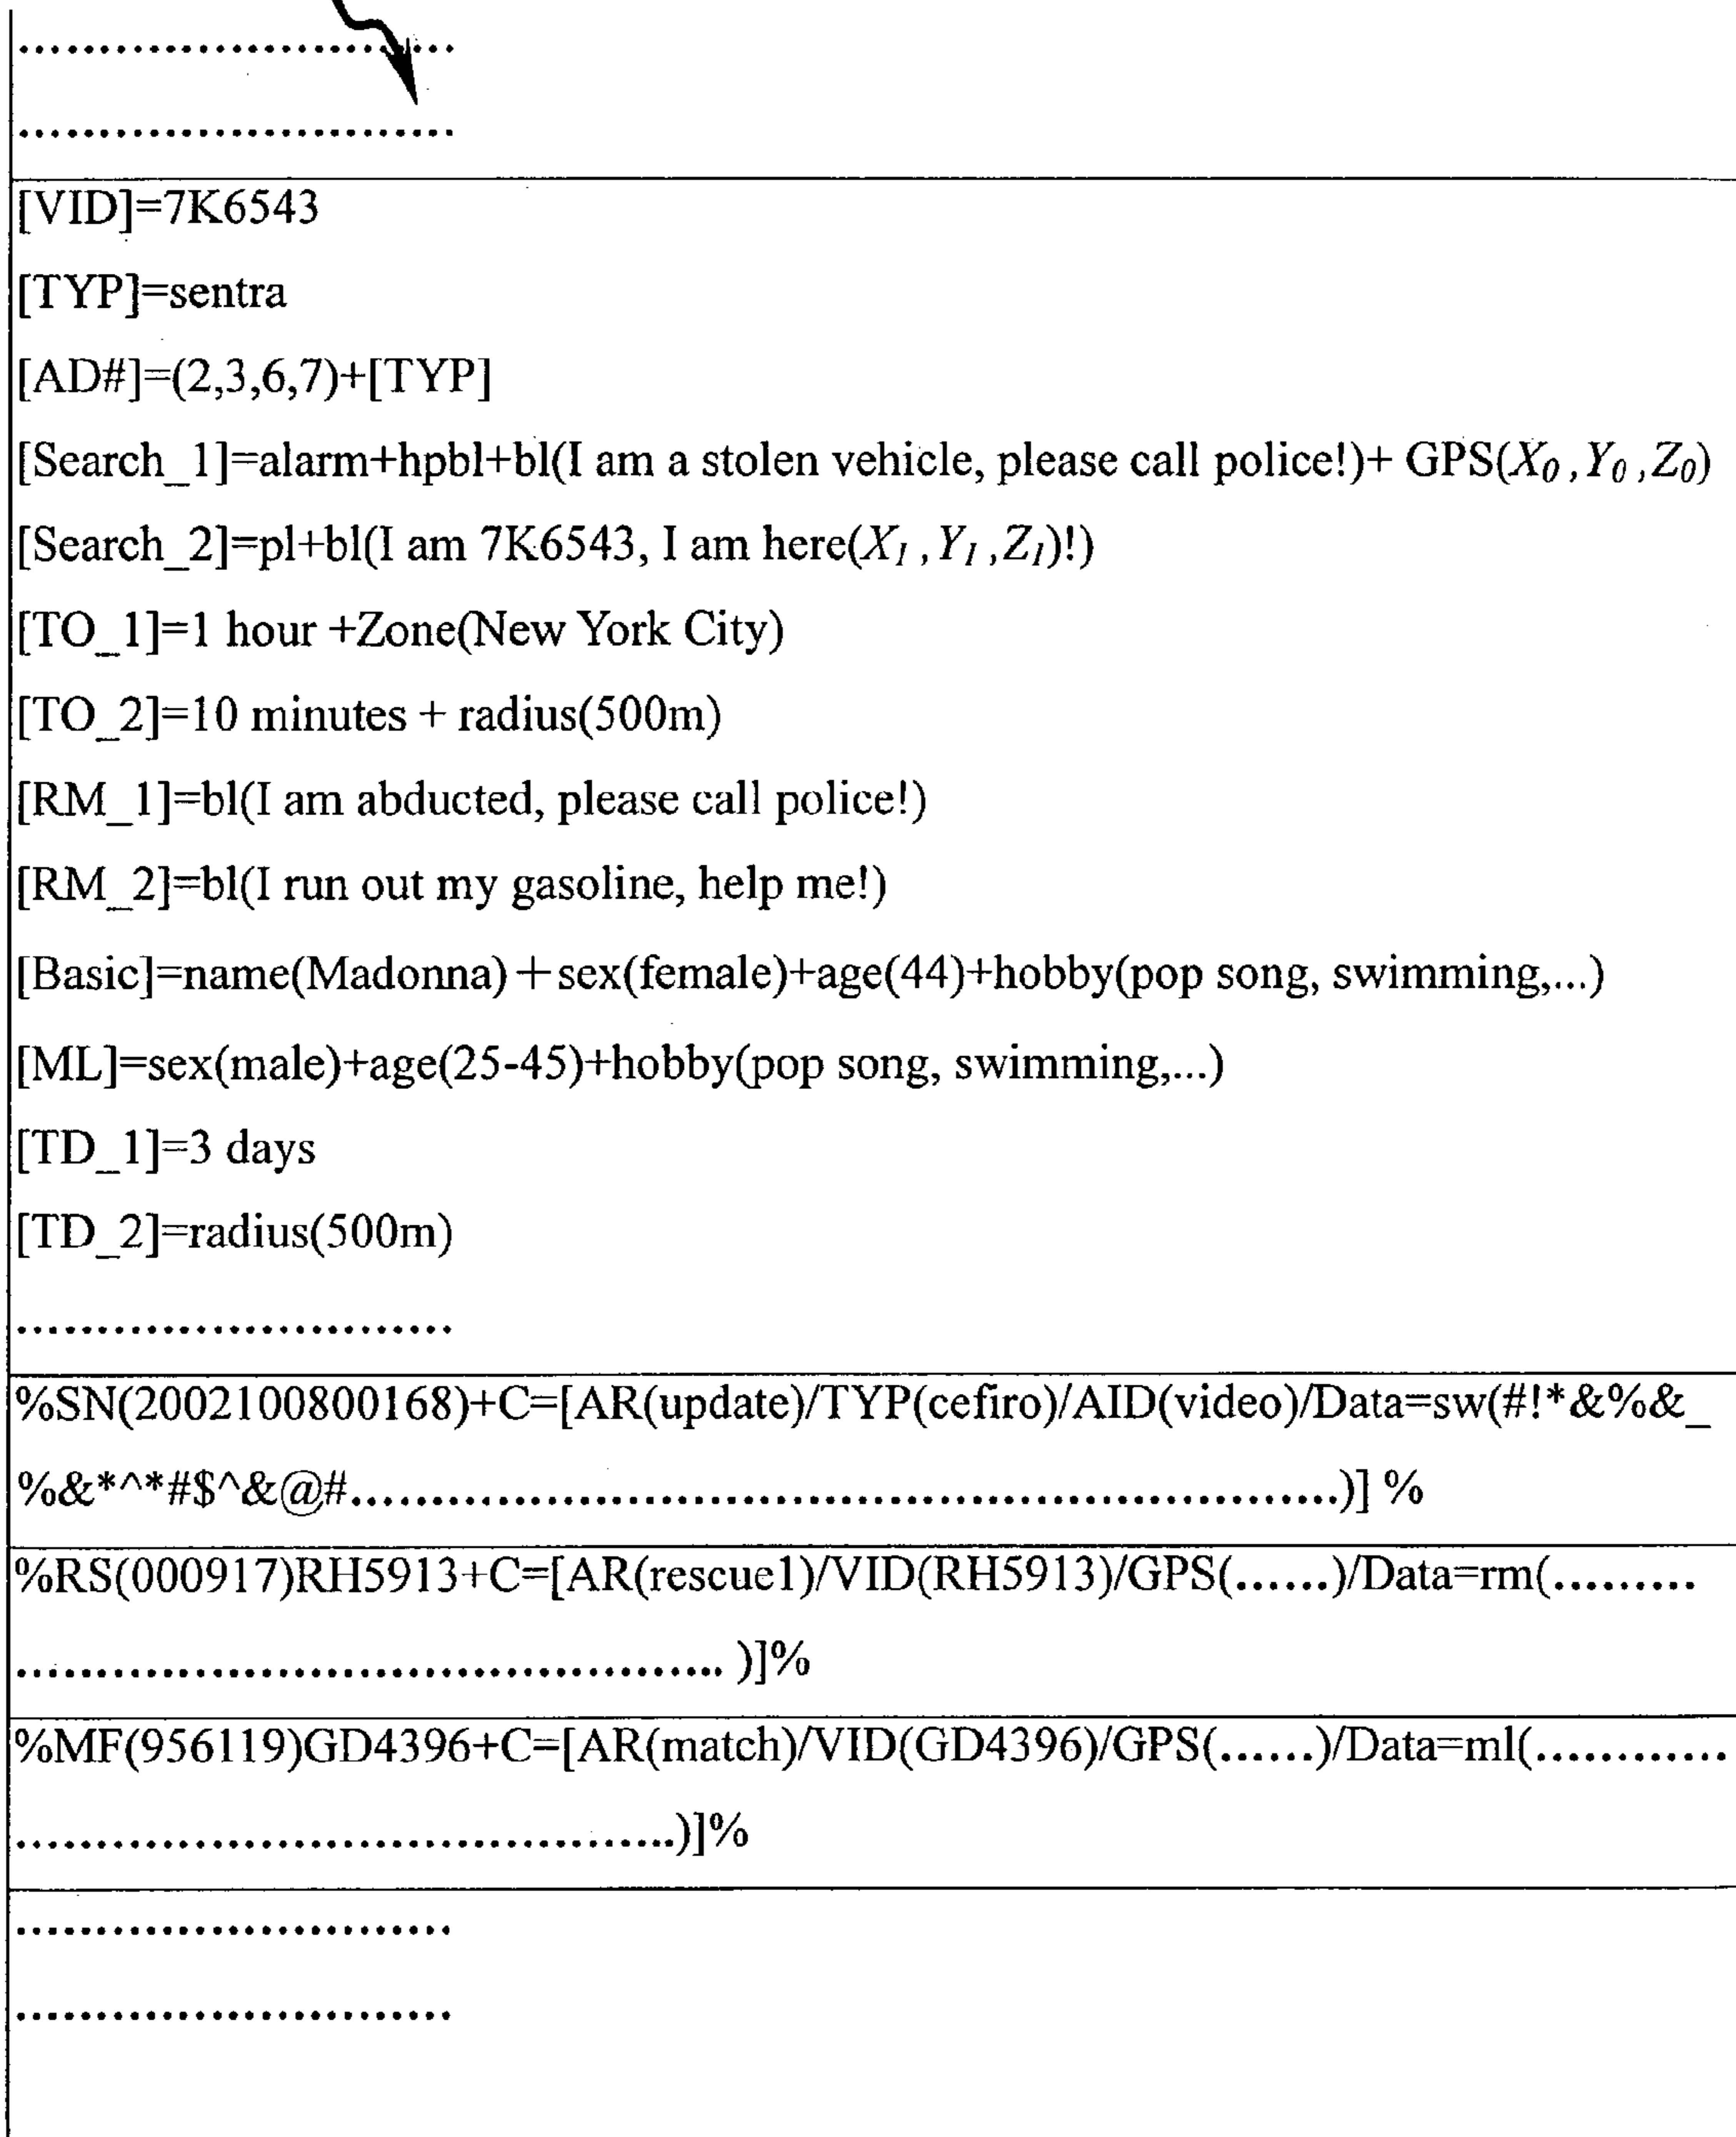 ..........................
..........................
[VID]=7K6543
[TYP]=sentra
[AD#]=(2,3,6,7)+[TYP]
[Search_1]=alarm+hpbl+bl(I am a stolen vehicle, please call police!)+ GPS(X₀ ,Y₀ ,Z₀)
[Search_2]=pl+bl(I am 7K6543, I am here(X₁ ,Y₁ ,Z₁)!)
[TO_1]=1 hour +Zone(New York City)
[TO_2]=10 minutes + radius(500m)
[RM_1]=bl(I am abducted, please call police!)
[RM_2]=bl(I run out my gasoline, help me!)
[Basic]=name(Madonna)+sex(female)+age(44)+hobby(pop song, swimming,...)
[ML]=sex(male)+age(25-45)+hobby(pop song, swimming,...)
[TD_1]=3 days
[TD_2]=radius(500m)
..........................
%SN(2002100800168)+C=[AR(update)/TYP(cefiro)/AID(video)/Data=sw(#!*&%&_
%&*^*#$^&@#..............................................................)] %
%RS(000917)RH5913+C=[AR(rescue1)/VID(RH5913)/GPS(......)/Data=rm(.........
............................................. )]%
%MF(956119)GD4396+C=[AR(match)/VID(GD4396)/GPS(......)/Data=ml(............
..........................................)]%
..........................
..........................